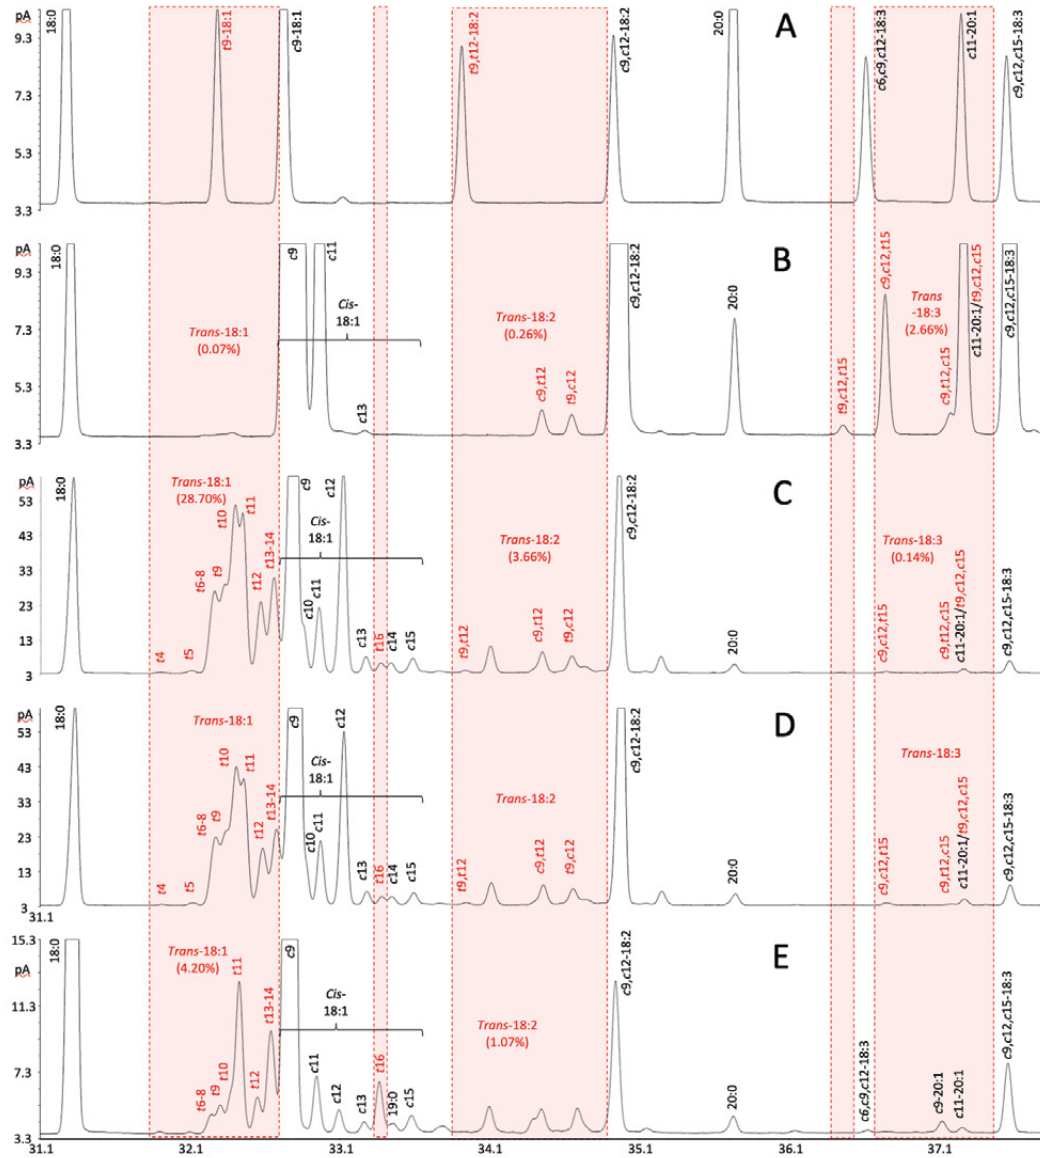 A
pA
9.3
7.3
5.3
3.3
18:0
t9-18:1
c9-18:1
t9,t12-18:2
c9,c12-18:2
20:0
c6,c9,c12-18:3
c11-20:1
c9,c12,c15-18:3
B
pA
9.3
7.3
5.3
3.3
18:0
Trans-18:1
(0.07%)
c9
c11
Cis-
18:1
c13
Trans-18:2
(0.26%)
c9,t12
t9,c12
c9,c12-18:2
20:0
t9,c12,t15
c9,c12,t15
Trans
-18:3
(2.66%)
c9,t12,c15
c11-20:1/t9,c12,c15
c9,c12,c15-18:3
C
pA
53
43
33
23
13
3
18:0
Trans-18:1
(28.70%)
t4
t5
t6-8
t9
t10
t11
t12
t13-14
c9
c10
c11
c12
Cis-
18:1
c13
t16
c14
c15
Trans-18:2
(3.66%)
t9,t12
c9,t12
t9,c12
c9,c12-18:2
20:0
Trans-18:3
(0.14%)
c9,c12,t15
c9,t12,c15
c11-20:1/t9,c12,c15
c9,c12,c15-18:3
D
pA
53
43
33
23
13
3
31.1
18:0
Trans-18:1
t4
t5
t6-8
t9
t10
t11
t12
t13-14
c9
c10
c11
c12
Cis-
18:1
c13
t16
c14
c15
Trans-18:2
t9,t12
c9,t12
t9,c12
c9,c12-18:2
20:0
Trans-18:3
c9,c12,t15
c9,t12,c15
c11-20:1/t9,c12,c15
c9,c12,c15-18:3
E
15.3
pA
11.3
7.3
3.3
18:0
Trans-18:1
(4.20%)
t6-8
t9
t10
t11
t12
t13-14
c9
Cis-
18:1
c11
c12
c13
t16
19:0
c15
Trans-18:2
(1.07%)
c9,c12-18:2
20:0
c6,c9,c12-18:3
c9-20:1
c11-20:1
c9,c12,c15-18:3
31.1 32.1 33.1 34.1 35.1 36.1 37.1